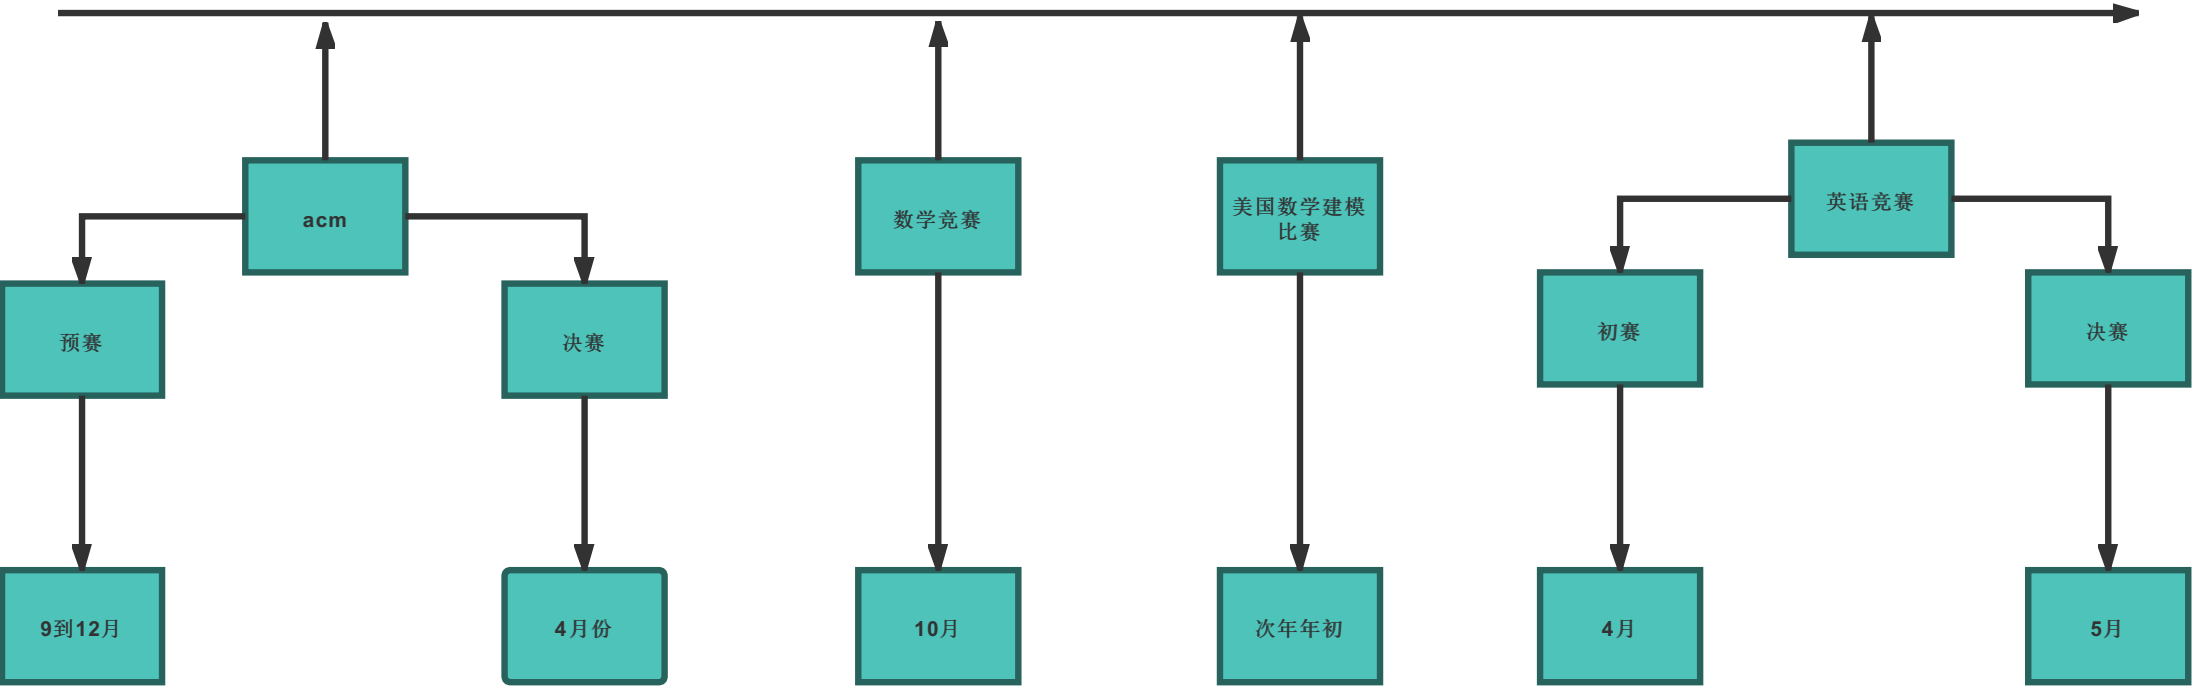 acm
数学竞赛
美国数学建模
比赛
英语竞赛
预赛
决赛
初赛
决赛
9到12月
4月份
10月
次年年初
4月
5月